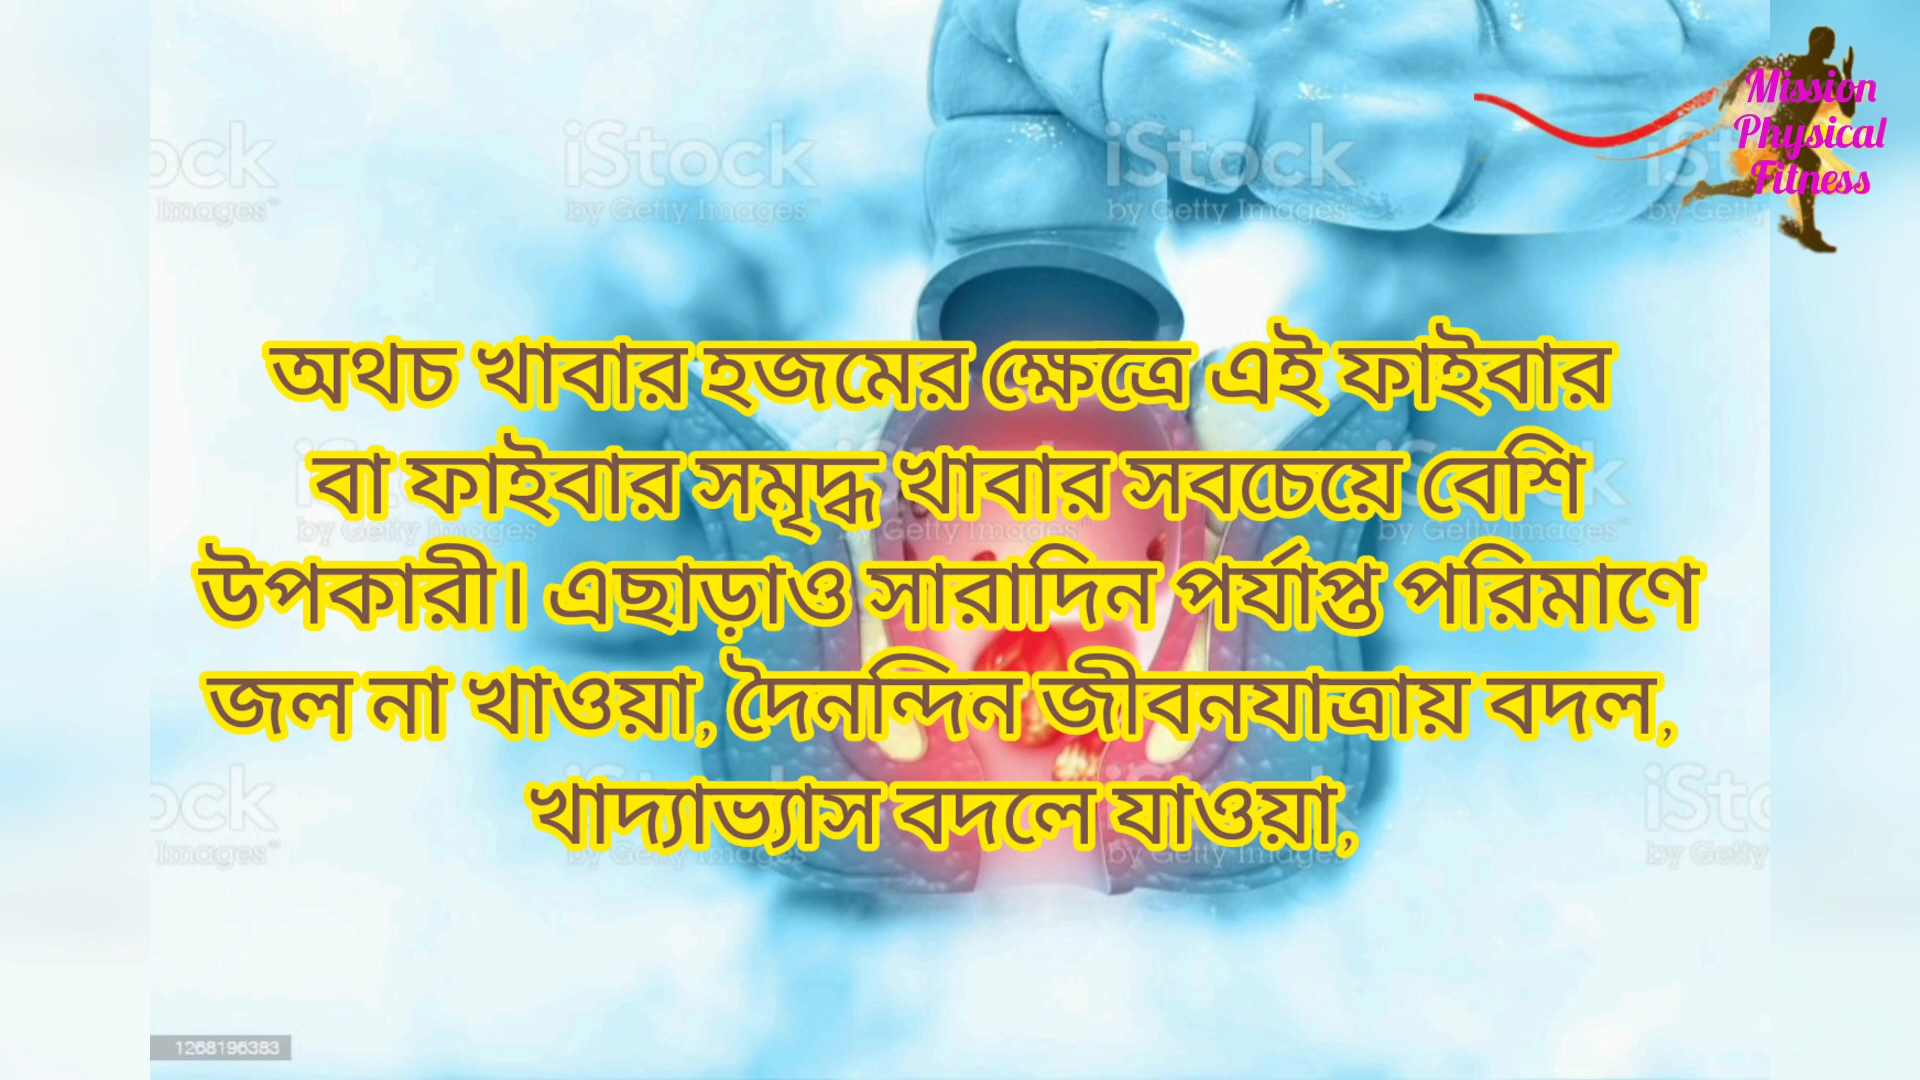 Mission
Physical
Fitness
iStock
by Getty Images™
অথচ খাবার হজমের ক্ষেত্রে এই ফাইবার
বা ফাইবার সমৃদ্ধ খাবার সবচেয়ে বেশি
উপকারী। এছাড়াও সারাদিন পর্যাপ্ত পরিমাণে
জল না খাওয়া, দৈনন্দিন জীবনযাত্রায় বদল,
খাদ্যাভ্যাস বদলে যাওয়া,
1268196383